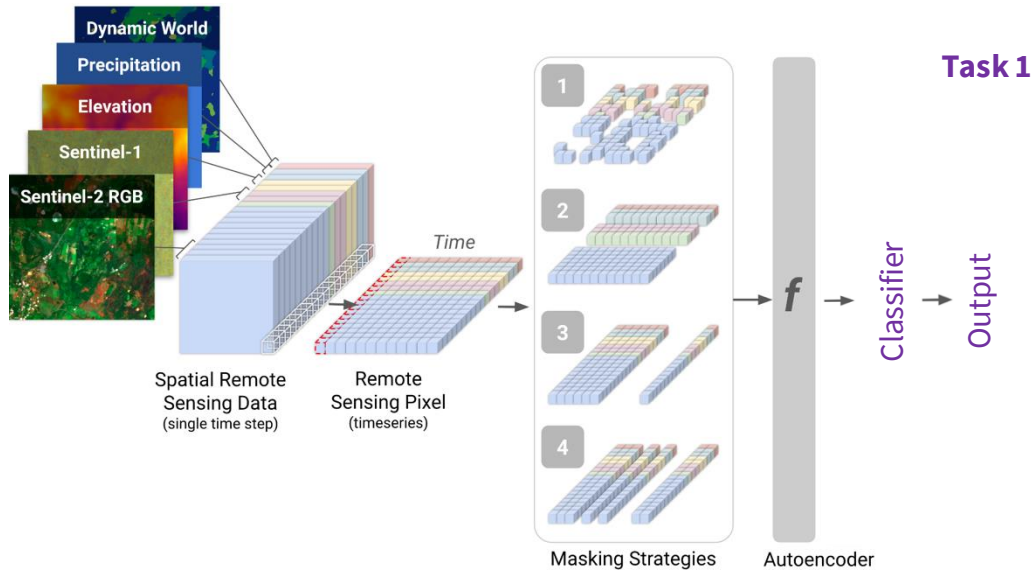 Dynamic World
Precipitation
Elevation
Sentinel-1
Sentinel-2 RGB
Spatial Remote
Sensing Data
(single time step)
Time
Remote
Sensing Pixel
(timeseries)
1
2
3
4
Masking Strategies
f
Autoencoder
Classifier
Output
Task 1